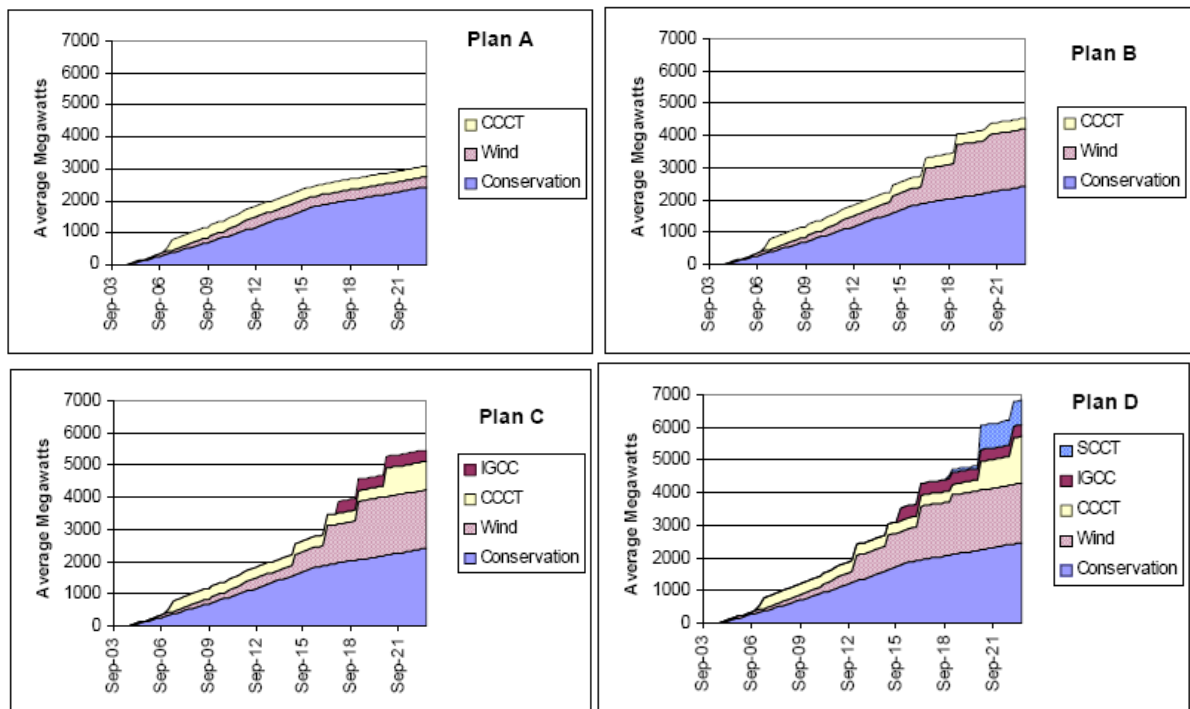 Plan A
Average Megawatts
7000
6000
5000
4000
3000
2000
1000
0
Sep-03
Sep-06
Sep-09
Sep-12
Sep-15
Sep-18
Sep-21
CCCT
Wind
Conservation
Plan B
Average Megawatts
7000
6000
5000
4000
3000
2000
1000
0
Sep-03
Sep-06
Sep-09
Sep-12
Sep-15
Sep-18
Sep-21
CCCT
Wind
Conservation
Plan C
Average Megawatts
7000
6000
5000
4000
3000
2000
1000
0
Sep-03
Sep-06
Sep-09
Sep-12
Sep-15
Sep-18
Sep-21
IGCC
CCCT
Wind
Conservation
Plan D
Average Megawatts
7000
6000
5000
4000
3000
2000
1000
0
Sep-03
Sep-06
Sep-09
Sep-12
Sep-15
Sep-18
Sep-21
SCCT
IGCC
CCCT
Wind
Conservation